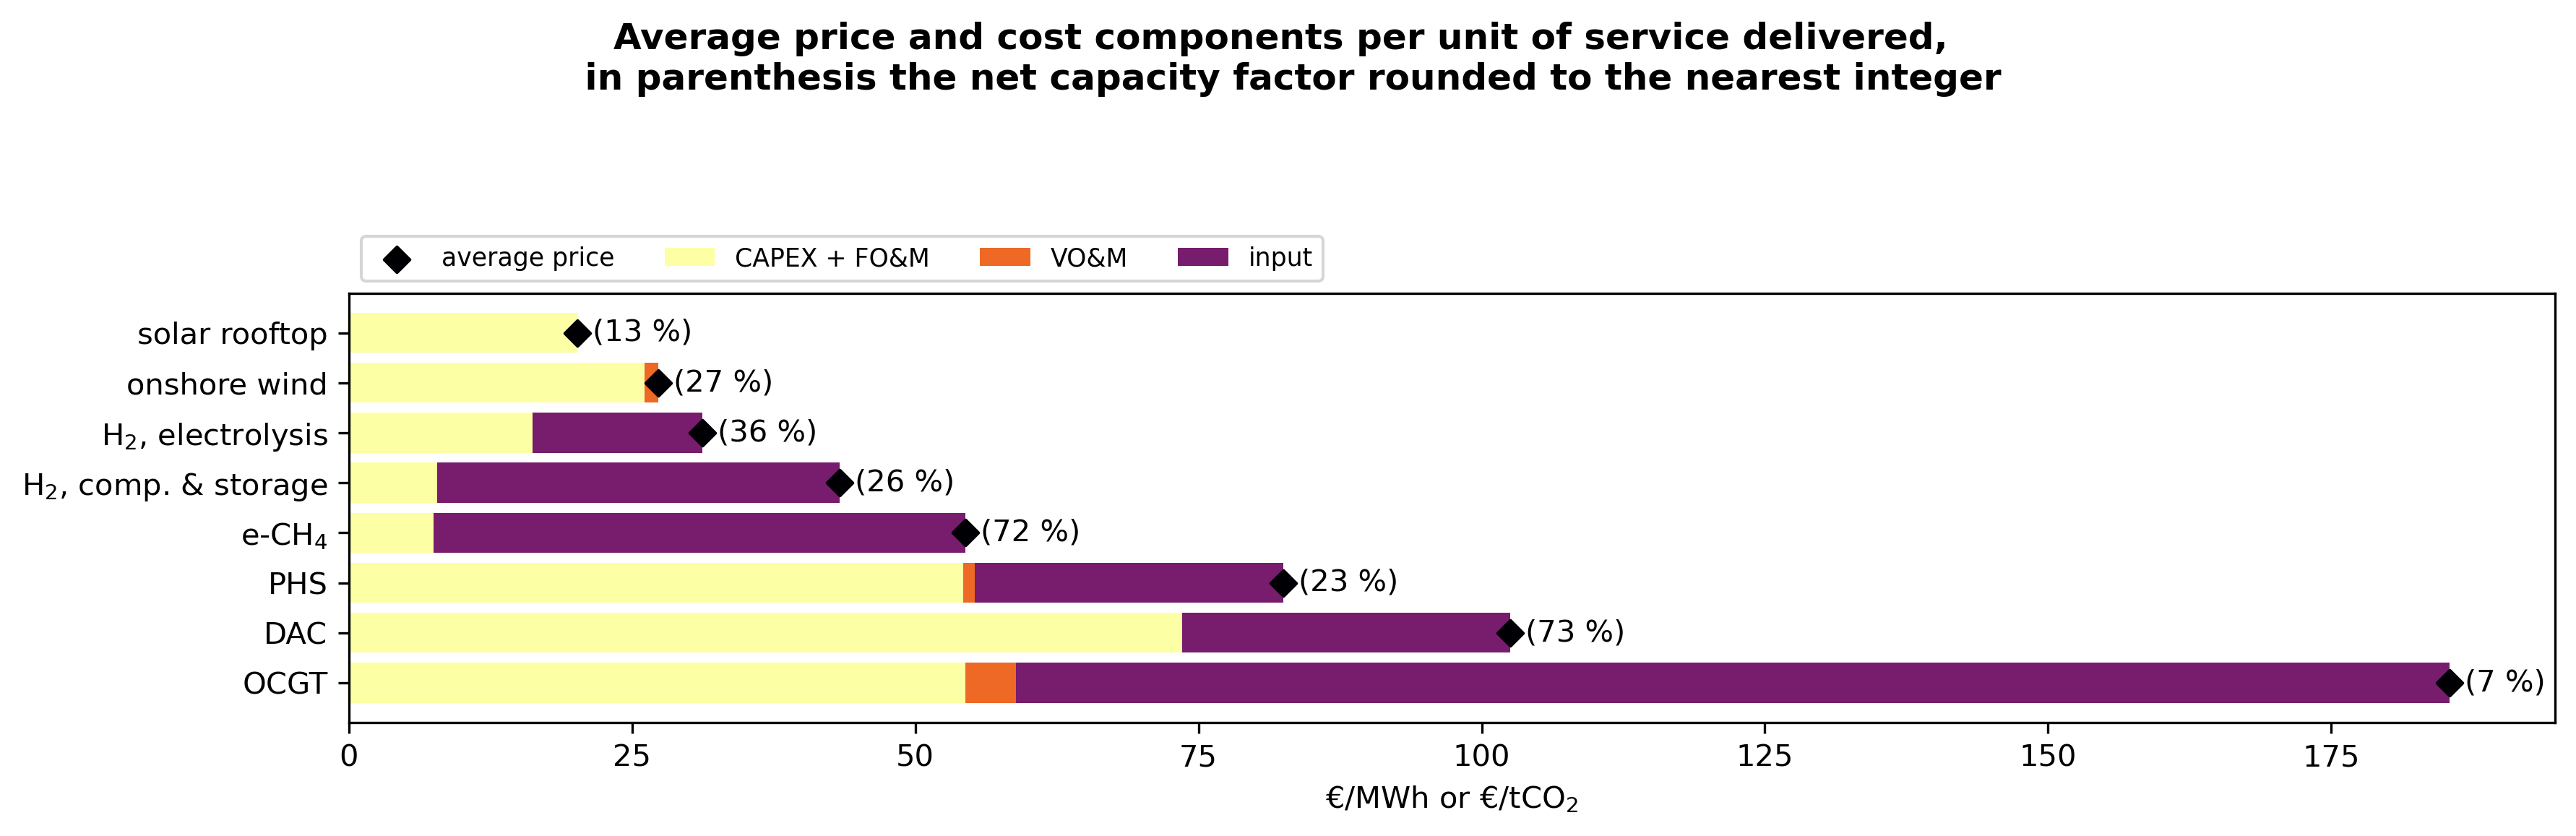 Average price and cost components per unit of service delivered,
in parenthesis the net capacity factor rounded to the nearest integer
average price CAPEX + FO&M VO&M input
solar rooftop (13 %)
onshore wind (27 %)
H₂, electrolysis (36 %)
H₂, comp. & storage (26 %)
e-CH₄ (72 %)
PHS (23 %)
DAC (73 %)
OCGT (7 %)
0 25 50 75 100 125 150 175
€/MWh or €/tCO₂